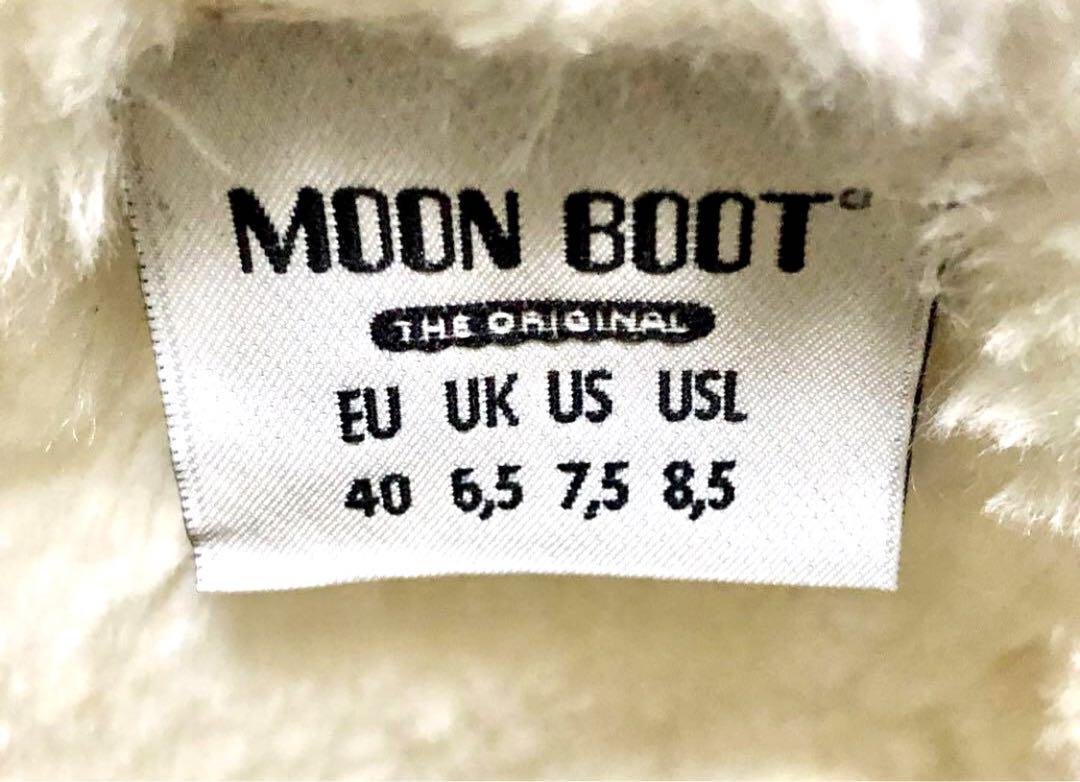 MOON BOOT®
THE ORIGINAL
EU UK US USL
40 6,5 7,5 8,5